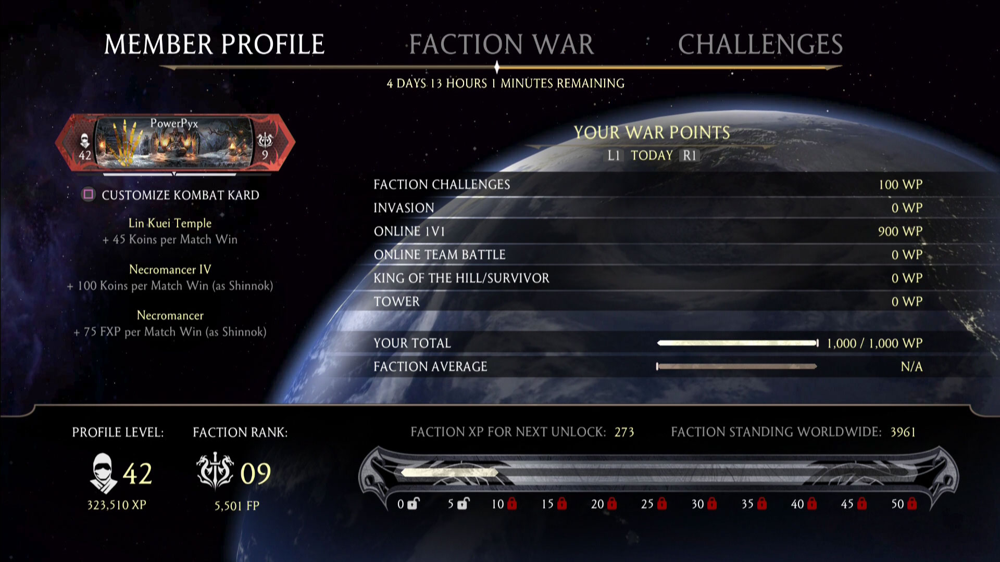 MEMBER PROFILE
FACTION WAR
CHALLENGES
4 DAYS 13 HOURS 1 MINUTES REMAINING
PowerPyx
42
9
CUSTOMIZE KOMBAT KARD
Lin Kuei Temple
+ 45 Koins per Match Win
Necromancer IV
+ 100 Koins per Match Win (as Shinnok)
Necromancer
+ 75 FXP per Match Win (as Shinnok)
YOUR WAR POINTS
L1 TODAY R1
FACTION CHALLENGES 100 WP
INVASION 0 WP
ONLINE 1V1 900 WP
ONLINE TEAM BATTLE 0 WP
KING OF THE HILL/SURVIVOR 0 WP
TOWER 0 WP
YOUR TOTAL 1,000 / 1,000 WP
FACTION AVERAGE N/A
PROFILE LEVEL:
42
323,510 XP
FACTION RANK:
09
5,501 FP
FACTION XP FOR NEXT UNLOCK: 273
FACTION STANDING WORLDWIDE: 3961
0 5 10 15 20 25 30 35 40 45 50